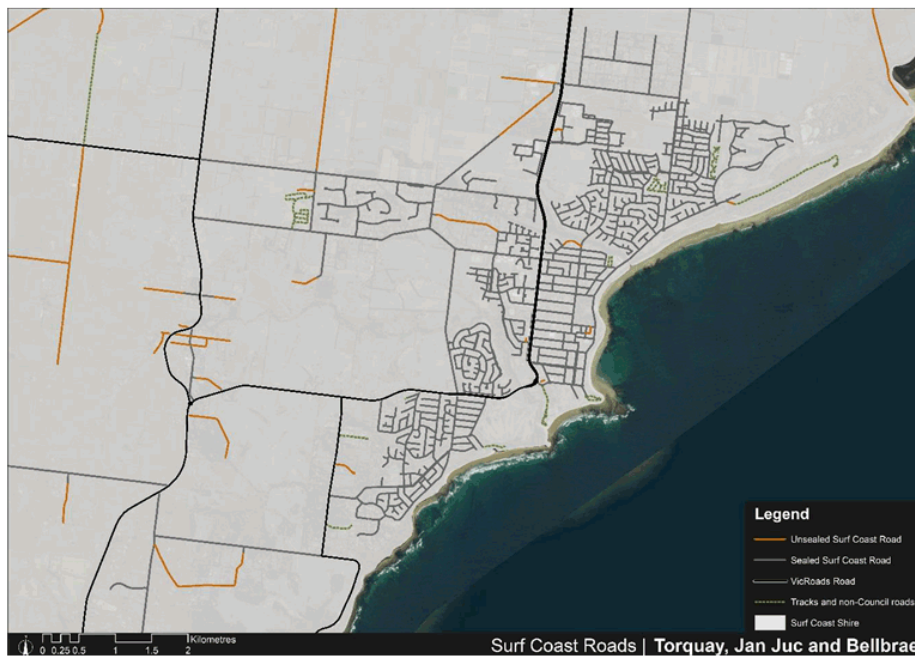 Legend
Unsealed Surf Coast Road
Sealed Surf Coast Road
VicRoads Road
Tracks and non-Council roads
Surf Coast Shire
Kilometres
0 0.25 0.5 1 1.5 2
Surf Coast Roads | Torquay, Jan Juc and Bellbrae